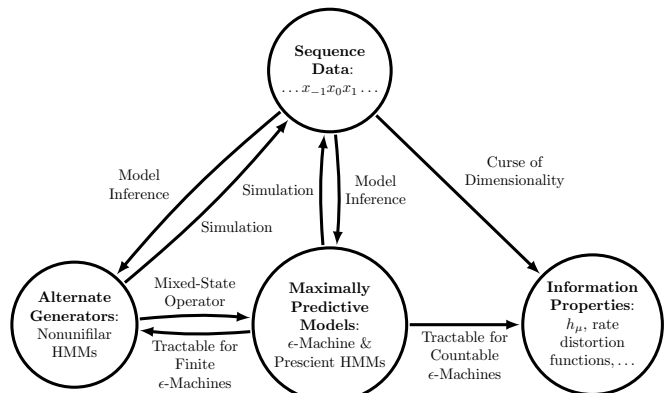 Sequence
Data:
…x₋₁x₀x₁…
Model
Inference
Simulation
Simulation
Model
Inference
Curse of
Dimensionality
Alternate
Generators:
Nonunifilar
HMMs
Mixed-State
Operator
Tractable for
Finite
ϵ-Machines
Maximally
Predictive
Models:
ϵ-Machine &
Prescient HMMs
Tractable for
Countable
ϵ-Machines
Information
Properties:
hμ, rate
distortion
functions,…